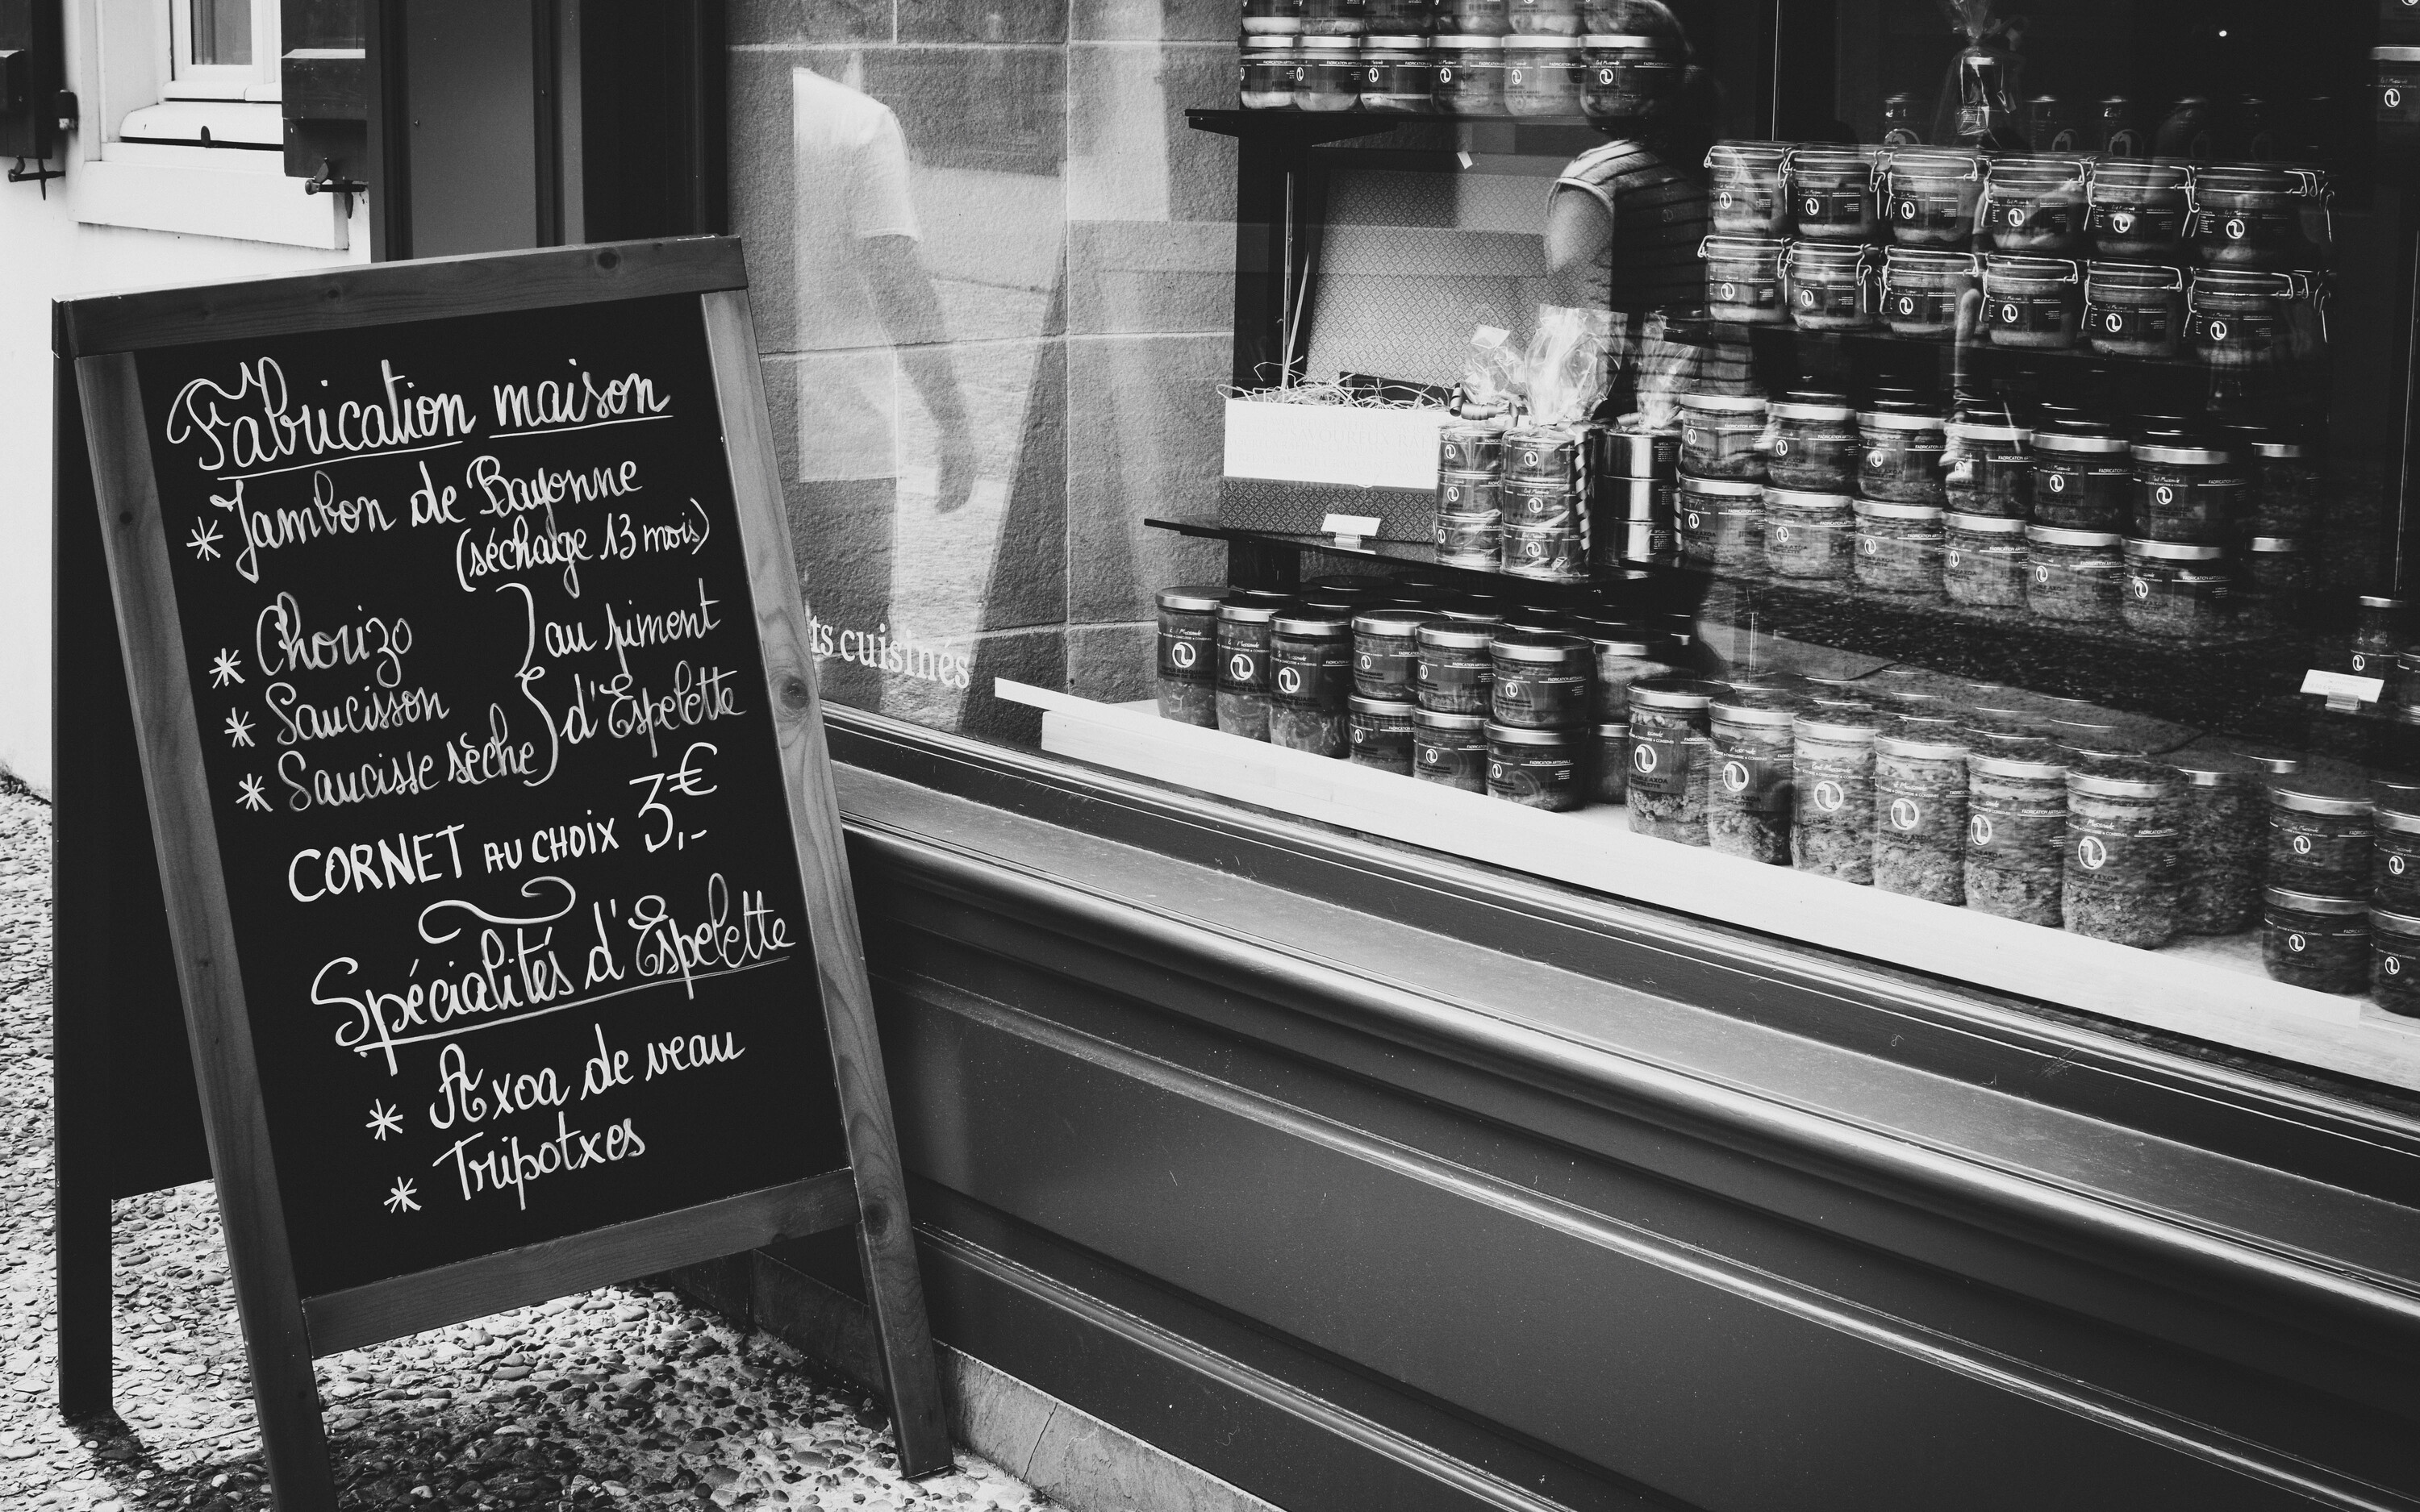 Fabrication maison
* Jambon de Bayonne
(séchage 13 mois)
* Chorizo
* Saucisson
* Saucisse sèche
au piment
d'Espelette
CORNET AU CHOIX 3,-€
Spécialités d'Espelette
* Axoa de veau
* Tripotxes
ts cuisinés